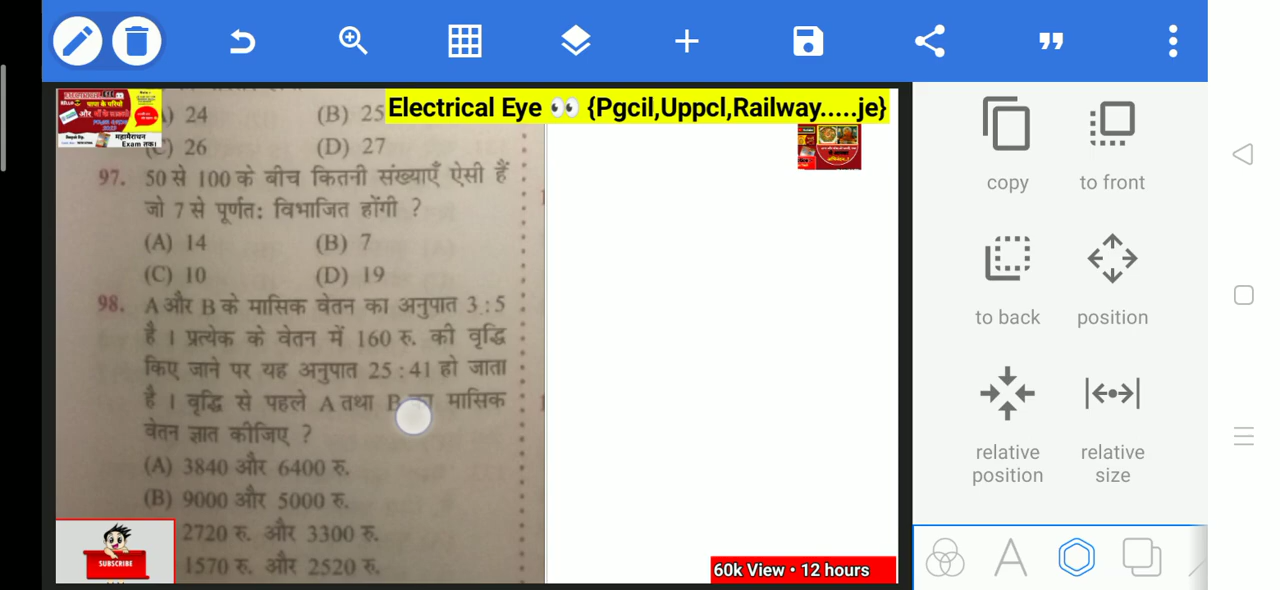 Electrical Eye 👀 {Pgcil,Uppcl,Railway.....je}
24 (B) 25
(C) 26 (D) 27
97. 50 से 100 के बीच कितनी संख्याएँ ऐसी हैं
जो 7 से पूर्णत: विभाजित होंगी ?
(A) 14 (B) 7
(C) 10 (D) 19
98. A और B के मासिक वेतन का अनुपात 3 : 5
है । प्रत्येक के वेतन में 160 रु. की वृद्धि
किए जाने पर यह अनुपात 25 : 41 हो जाता
है । वृद्धि से पहले A तथा B का मासिक
वेतन ज्ञात कीजिए ?
(A) 3840 और 6400 रु.
(B) 9000 और 5000 रु.
2720 रु. और 3300 रु.
1570 रु. और 2520 रु.
SUBSCRIBE
60k View • 12 hours
copy
to front
to back
position
relative
position
relative
size